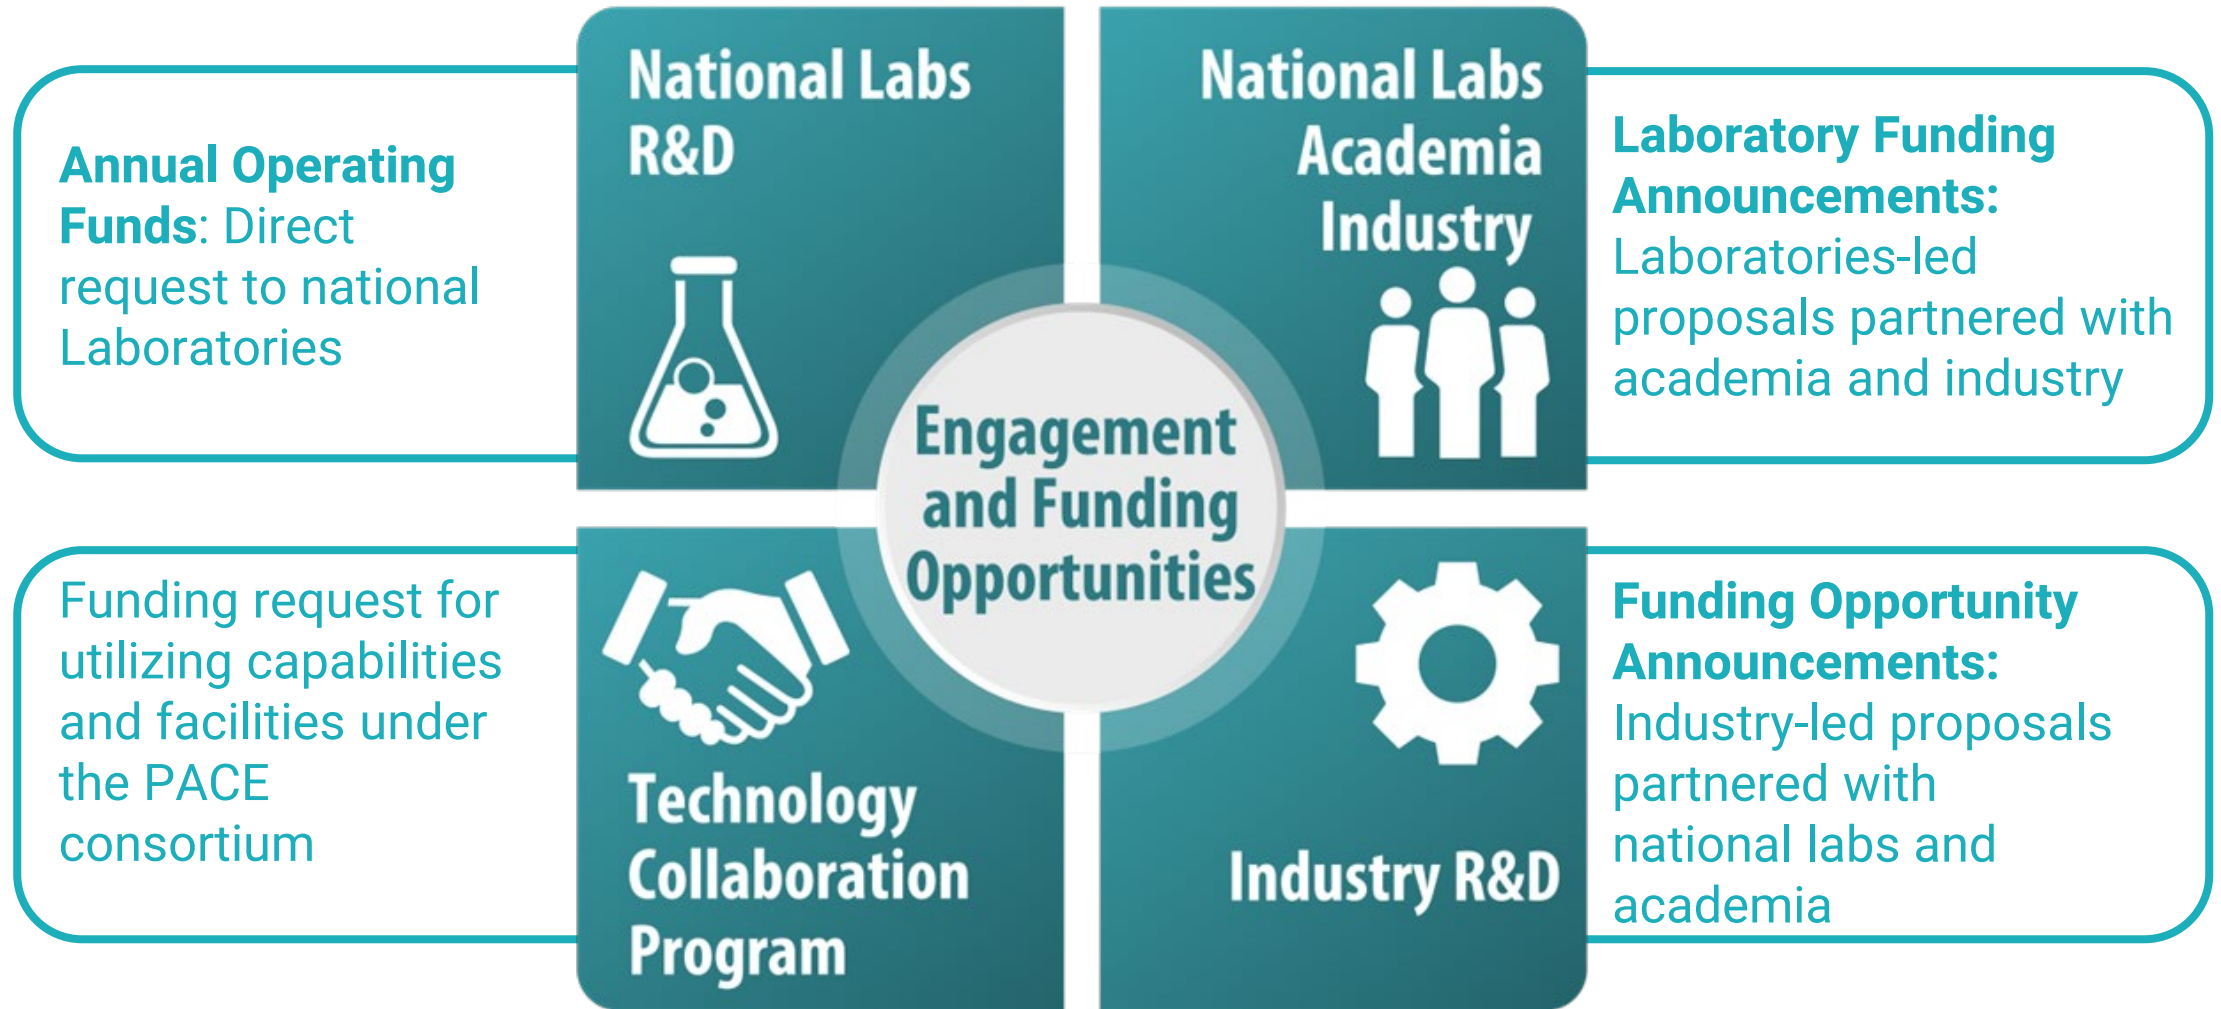 National Labs
R&D
Annual Operating
Funds: Direct
request to national
Laboratories
National Labs
Academia
Industry
Laboratory Funding
Announcements:
Laboratories-led
proposals partnered with
academia and industry
Engagement
and Funding
Opportunities
Funding request for
utilizing capabilities
and facilities under
the PACE
consortium
Technology
Collaboration
Program
Industry R&D
Funding Opportunity
Announcements:
Industry-led proposals
partnered with
national labs and
academia